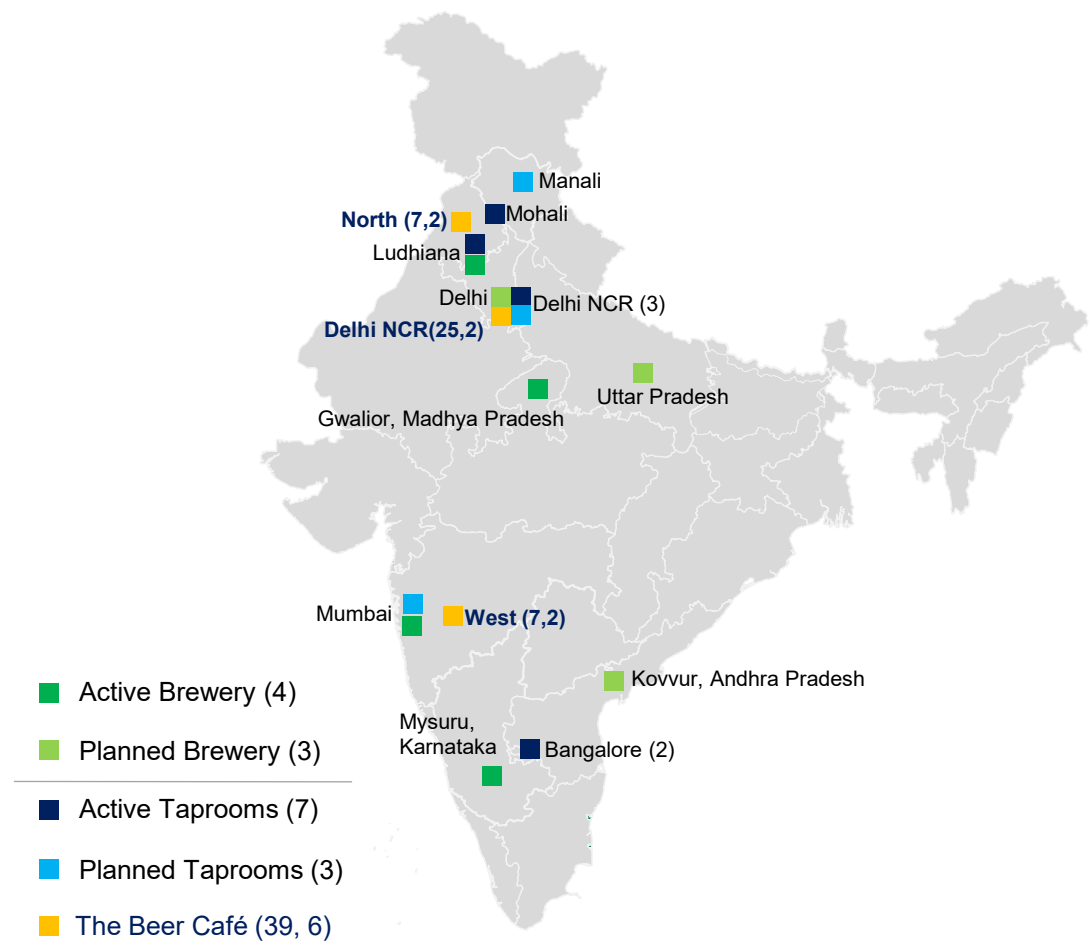 Manali
Mohali
North (7,2)
Ludhiana
Delhi
Delhi NCR (3)
Delhi NCR(25,2)
Uttar Pradesh
Gwalior, Madhya Pradesh
Mumbai
West (7,2)
Kovvur, Andhra Pradesh
Mysuru,
Karnataka
Bangalore (2)
Active Brewery (4)
Planned Brewery (3)
Active Taprooms (7)
Planned Taprooms (3)
The Beer Café (39, 6)